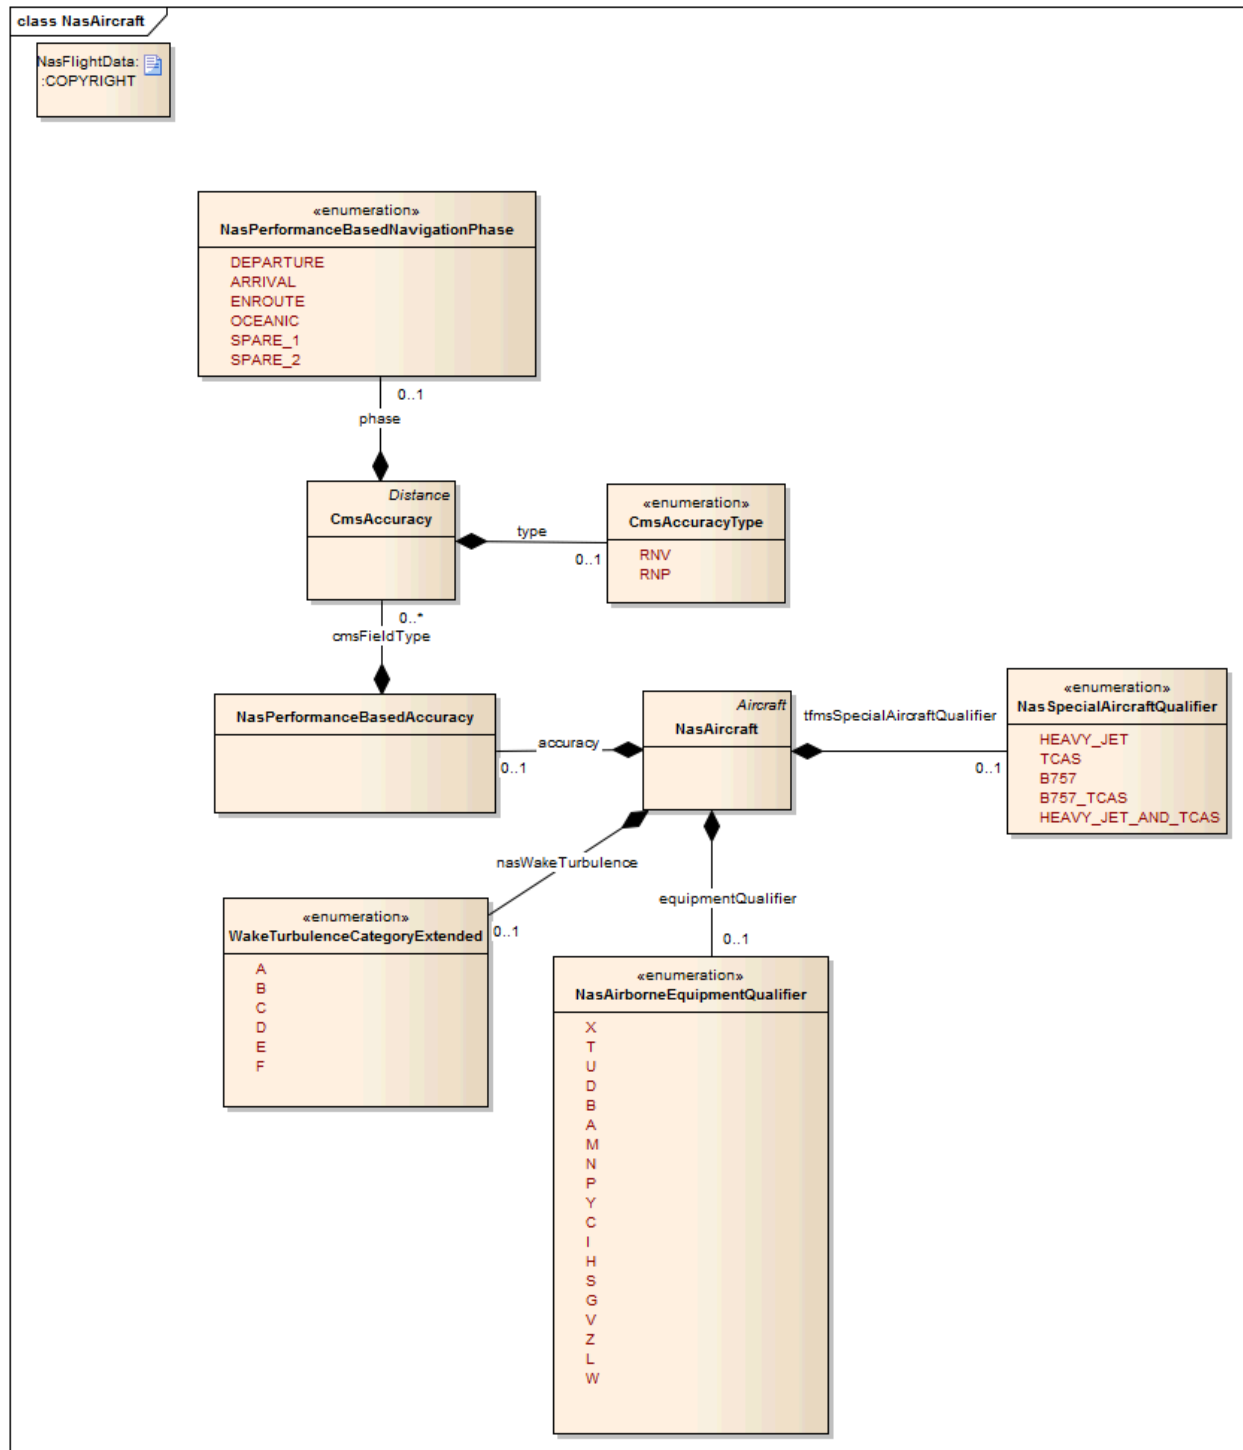 class NasAircraft
NasFlightData:
:COPYRIGHT
«enumeration»
NasPerformanceBasedNavigationPhase
DEPARTURE
ARRIVAL
ENROUTE
OCEANIC
SPARE_1
SPARE_2
0..1
phase
Distance
CmsAccuracy
type
0..1
«enumeration»
CmsAccuracyType
RNV
RNP
0..*
cmsFieldType
NasPerformanceBasedAccuracy
accuracy
0..1
Aircraft
NasAircraft
tfmsSpecialAircraftQualifier
0..1
«enumeration»
NasSpecialAircraftQualifier
HEAVY_JET
TCAS
B757
B757_TCAS
HEAVY_JET_AND_TCAS
nasWakeTurbulence
0..1
equipmentQualifier
0..1
«enumeration»
WakeTurbulenceCategoryExtended
A
B
C
D
E
F
«enumeration»
NasAirborneEquipmentQualifier
X
T
U
D
B
A
M
N
P
Y
C
I
H
S
G
V
Z
L
W